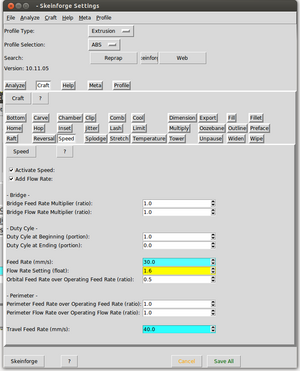 - Skeinforge Settings
File Craft Help Meta Profile
Profile Type: Extrusion
Profile Selection: ABS
Search: Reprap Web
Version: 10.11.05
Analyze Craft Help Meta Profile
Craft ?
Bottom Carve Chamber Clip Comb Cool Dimension Export Fill Fillet
Home Hop Inset Jitter Lash Limit Multiply Oozebane Outline Preface
Raft Reversal Speed Splodge Stretch Temperature Tower Unpause Widen Wipe
Speed ?
Activate Speed:
Add Flow Rate:
- Bridge -
Bridge Feed Rate Multiplier (ratio): 1.0
Bridge Flow Rate Multiplier (ratio): 1.0
- Duty Cyle -
Duty Cyle at Beginning (portion): 1.0
Duty Cyle at Ending (portion): 0.0
Feed Rate (mm/s): 30.0
Flow Rate Setting (float): 1.6
Orbital Feed Rate over Operating Feed Rate (ratio): 0.5
- Perimeter -
Perimeter Feed Rate over Operating Feed Rate (ratio): 1.0
Perimeter Flow Rate over Operating Flow Rate (ratio): 1.0
Travel Feed Rate (mm/s): 40.0
Skeinforge ? Cancel Save All